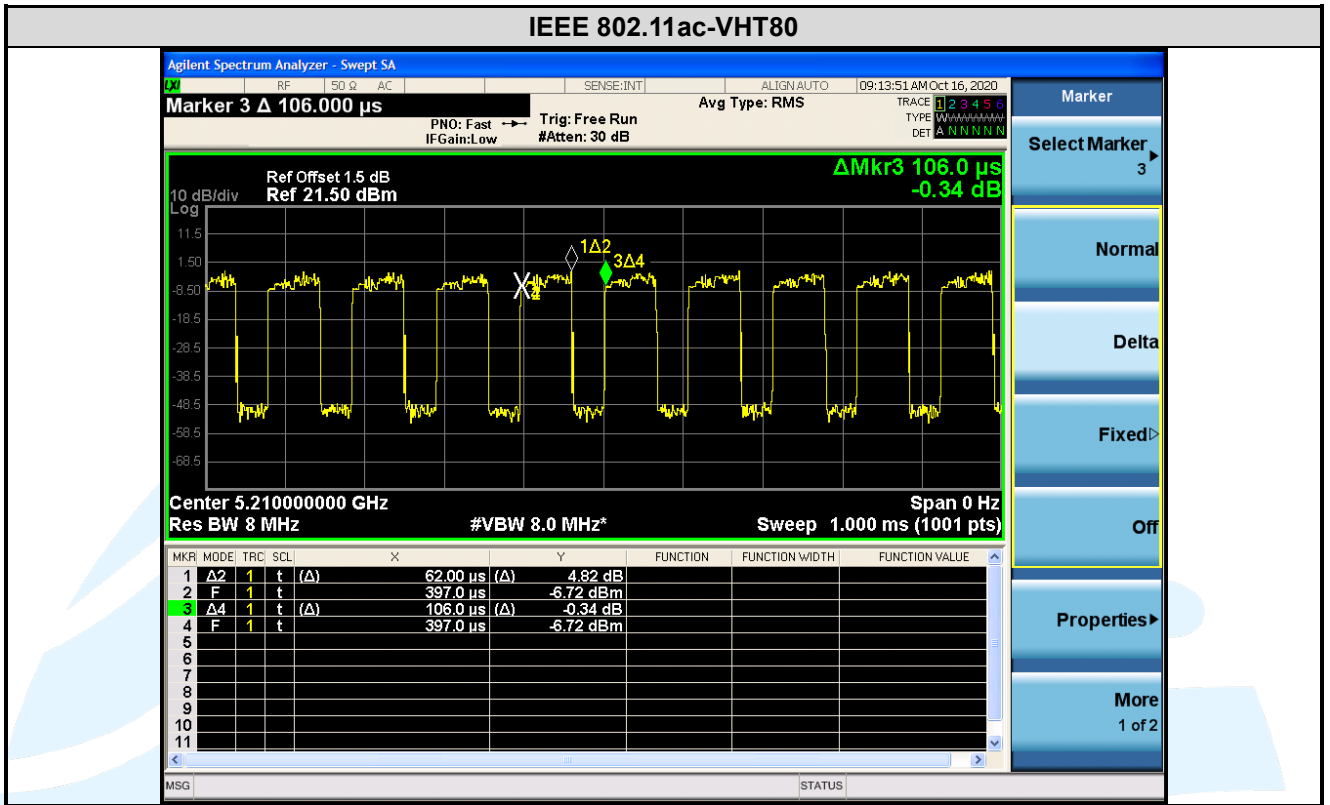 IEEE 802.11ac-VHT80
Agilent Spectrum Analyzer - Swept SA
LXI RF 50 Ω AC SENSE:INT ALIGN AUTO 09:13:51 AM Oct 16, 2020
Marker 3 Δ 106.000 µs
PNO: Fast
IFGain:Low
Trig: Free Run
#Atten: 30 dB
Avg Type: RMS
TRACE 1 2 3 4 5 6
TYPE WWWWWW
DET A N N N N N
ΔMkr3 106.0 µs
-0.34 dB
Ref Offset 1.5 dB
10 dB/div Ref 21.50 dBm
Log
11.5
1.50
-8.50
-18.5
-28.5
-38.5
-48.5
-58.5
-68.5
1Δ2
3Δ4
Center 5.210000000 GHz Span 0 Hz
Res BW 8 MHz #VBW 8.0 MHz* Sweep 1.000 ms (1001 pts)
MKR MODE TRC SCL X Y FUNCTION FUNCTION WIDTH FUNCTION VALUE
1 Δ2 1 t (Δ) 62.00 µs (Δ) 4.82 dB
2 F 1 t 397.0 µs -6.72 dBm
3 Δ4 1 t (Δ) 106.0 µs (Δ) -0.34 dB
4 F 1 t 397.0 µs -6.72 dBm
5
6
7
8
9
10
11
MSG STATUS
Marker
Select Marker
3
Normal
Delta
Fixed
Off
Properties
More
1 of 2